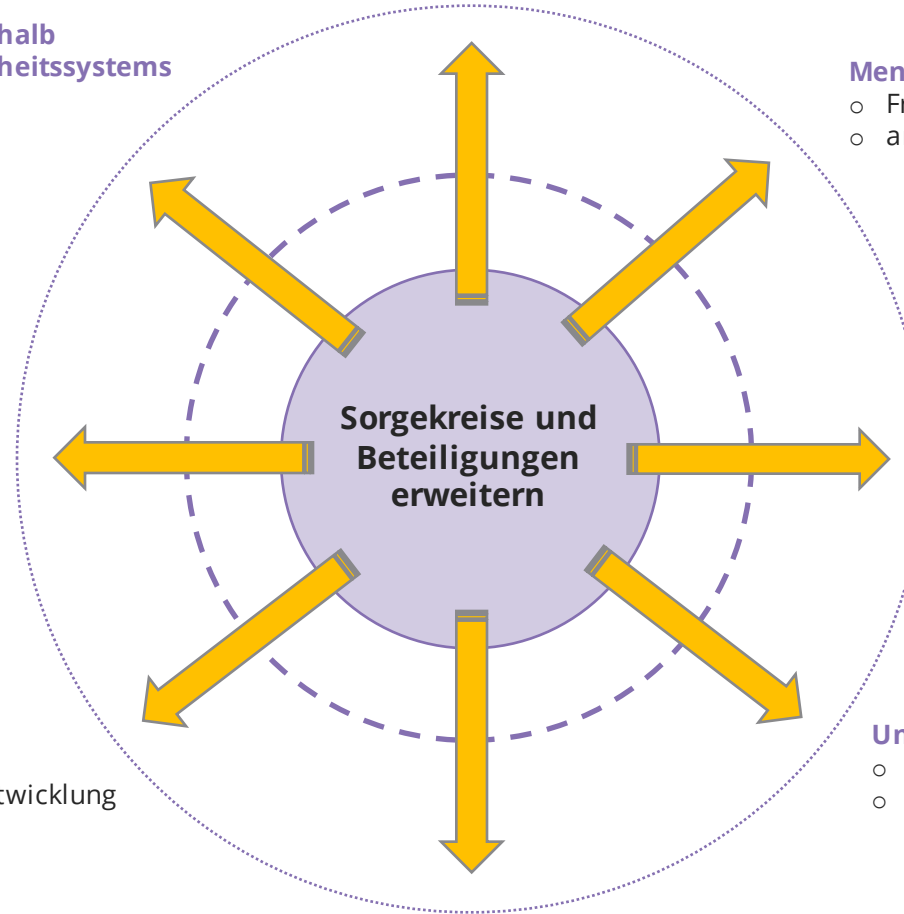 halb
heitssystems
Men
○ Fr
○ a
Sorgekreise und
Beteiligungen
erweitern
Un
○
○
twicklung